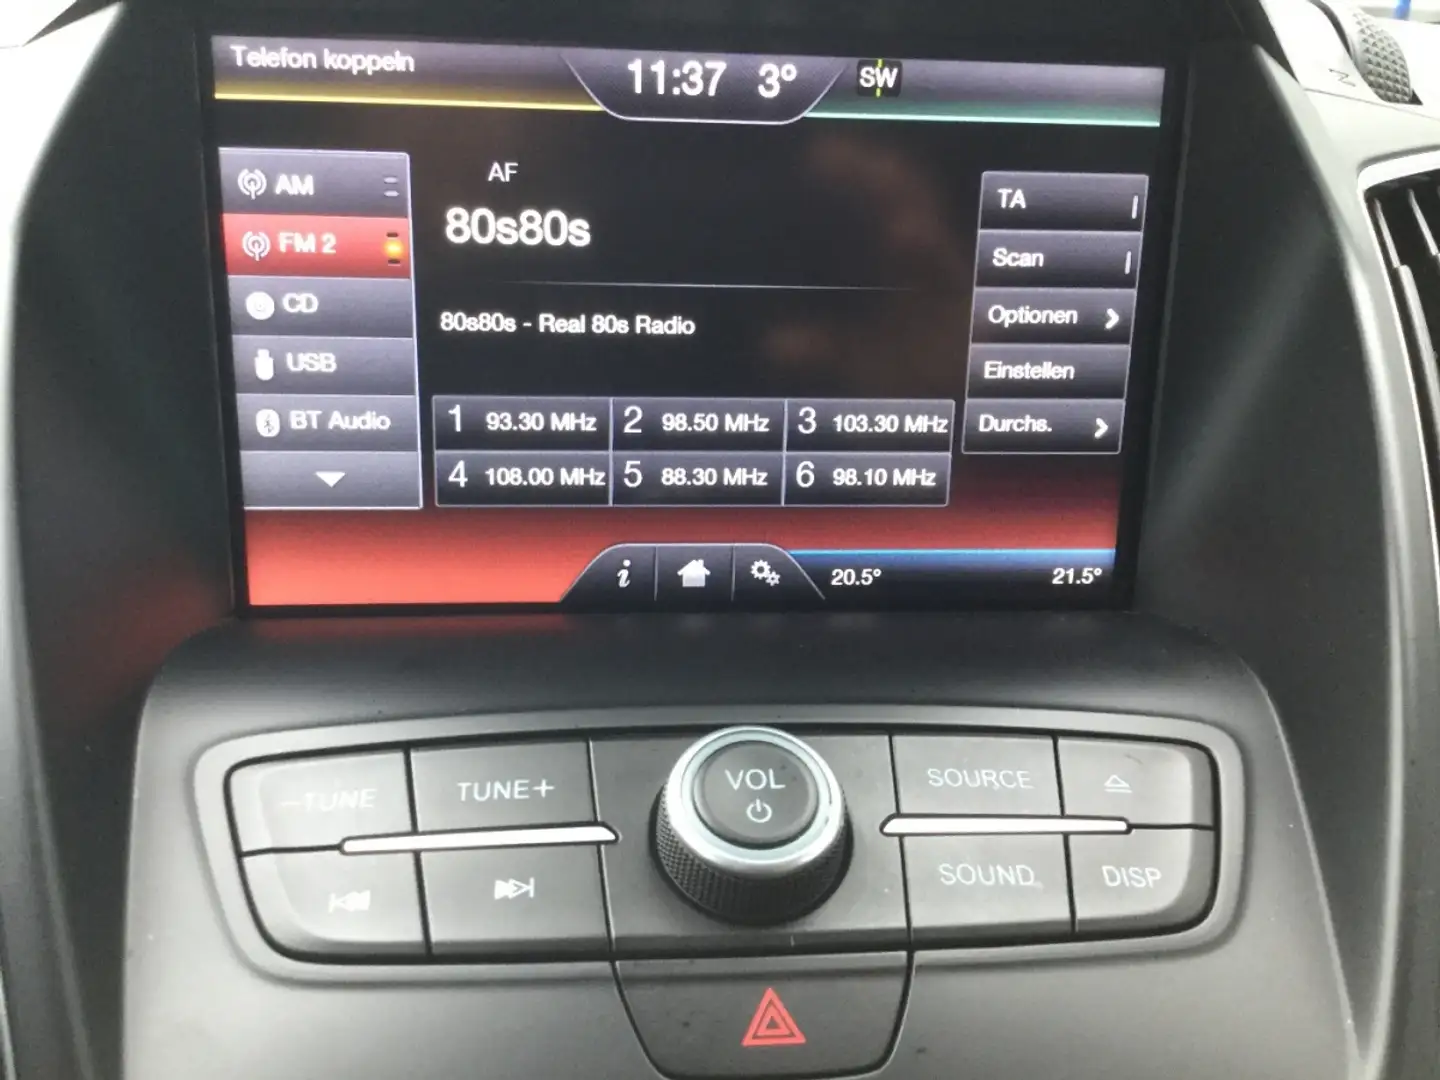 Telefon koppeln
11:37 3° SW
AM
FM 2
CD
USB
BT Audio
AF
80s80s
80s80s - Real 80s Radio
1 93.30 MHz 2 98.50 MHz 3 103.30 MHz
4 108.00 MHz 5 88.30 MHz 6 98.10 MHz
TA
Scan
Optionen
Einstellen
Durchs.
i
20.5° 21.5°
-TUNE TUNE+ VOL SOURCE
SOUND DISP